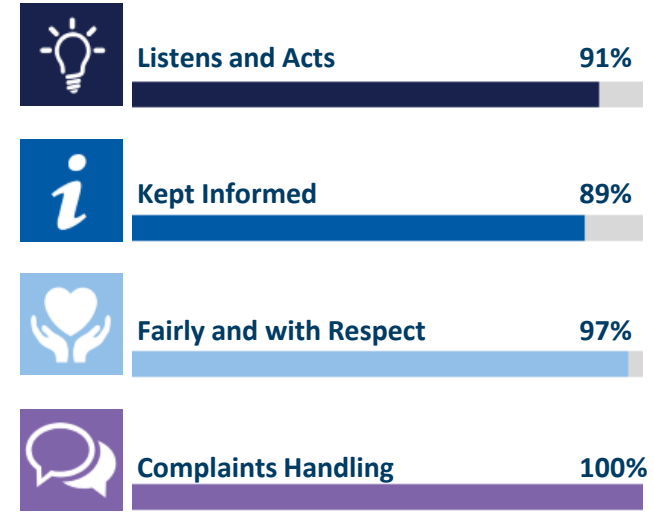 Listens and Acts 91%
Kept Informed 89%
Fairly and with Respect 97%
Complaints Handling 100%